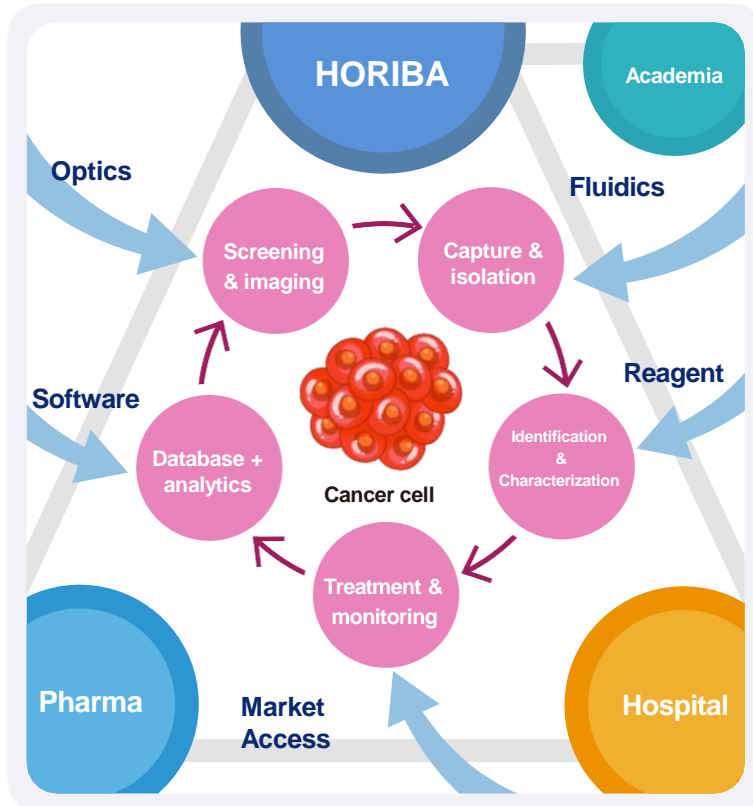 HORIBA
Academia
Optics
Fluidics
Screening
& imaging
Capture &
isolation
Software
Reagent
Database +
analytics
Identification
&
Characterization
Cancer cell
Treatment &
monitoring
Pharma
Market
Access
Hospital